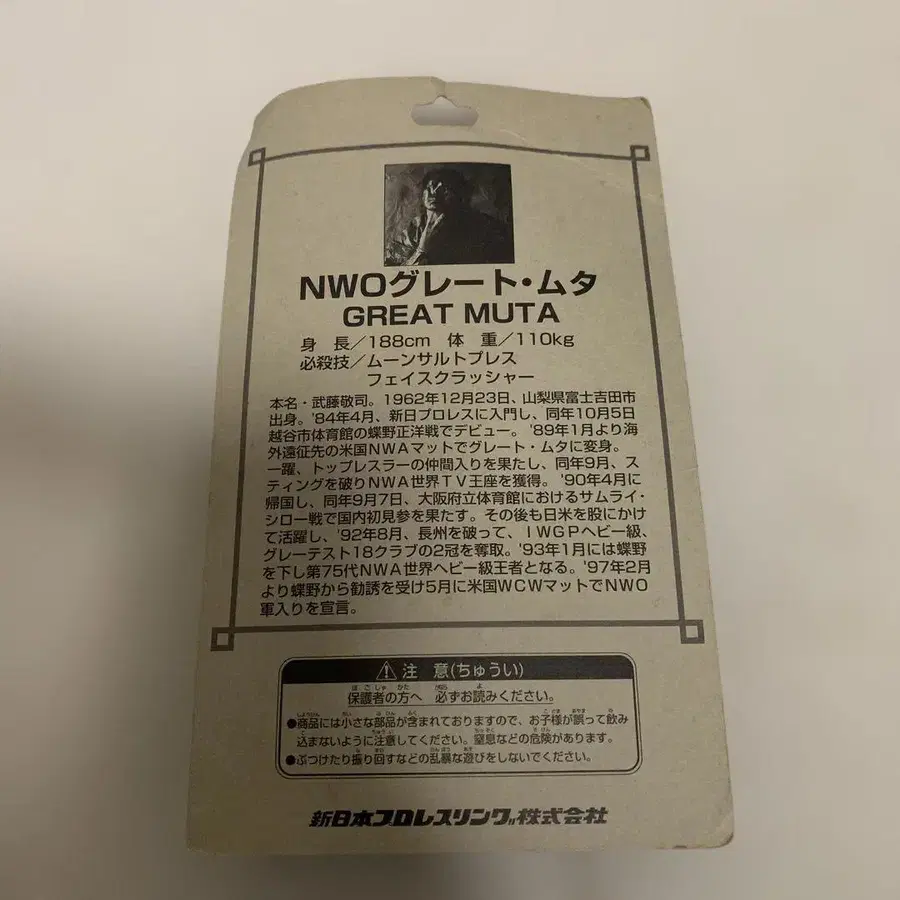 NWOグレート・ムタ
GREAT MUTA
身 長／188cm 体 重／110kg
必殺技／ムーンサルトプレス
フェイスクラッシャー
本名・武藤敬司。1962年12月23日、山梨県富士吉田市
出身。'84年4月、新日プロレスに入門し、同年10月5日
越谷市体育館の蝶野正洋戦でデビュー。'89年1月より海
外遠征先の米国NWAマットでグレート・ムタに変身。
一躍、トップレスラーの仲間入りを果たし、同年9月、ス
ティングを破りNWA世界TV王座を獲得。'90年4月に
帰国し、同年9月7日、大阪府立体育館におけるサムライ・
シロー戦で国内初見参を果たす。その後も日米を股にかけ
て活躍し、'92年8月、長州を破って、IWGPヘビー級、
グレーテスト18クラブの2冠を奪取。'93年1月には蝶野
を下し第75代NWA世界ヘビー級王者となる。'97年2月
より蝶野から勧誘を受け5月に米国WCWマットでNWO
軍入りを宣言。
注 意(ちゅうい)
保護者の方へ 必ずお読みください。
●商品には小さな部品が含まれておりますので、お子様が誤って飲み
込まないように注意してください。窒息などの危険があります。
●ぶつけたり振り回すなどの乱暴な遊びをしないでください。
新日本プロレスリング株式会社